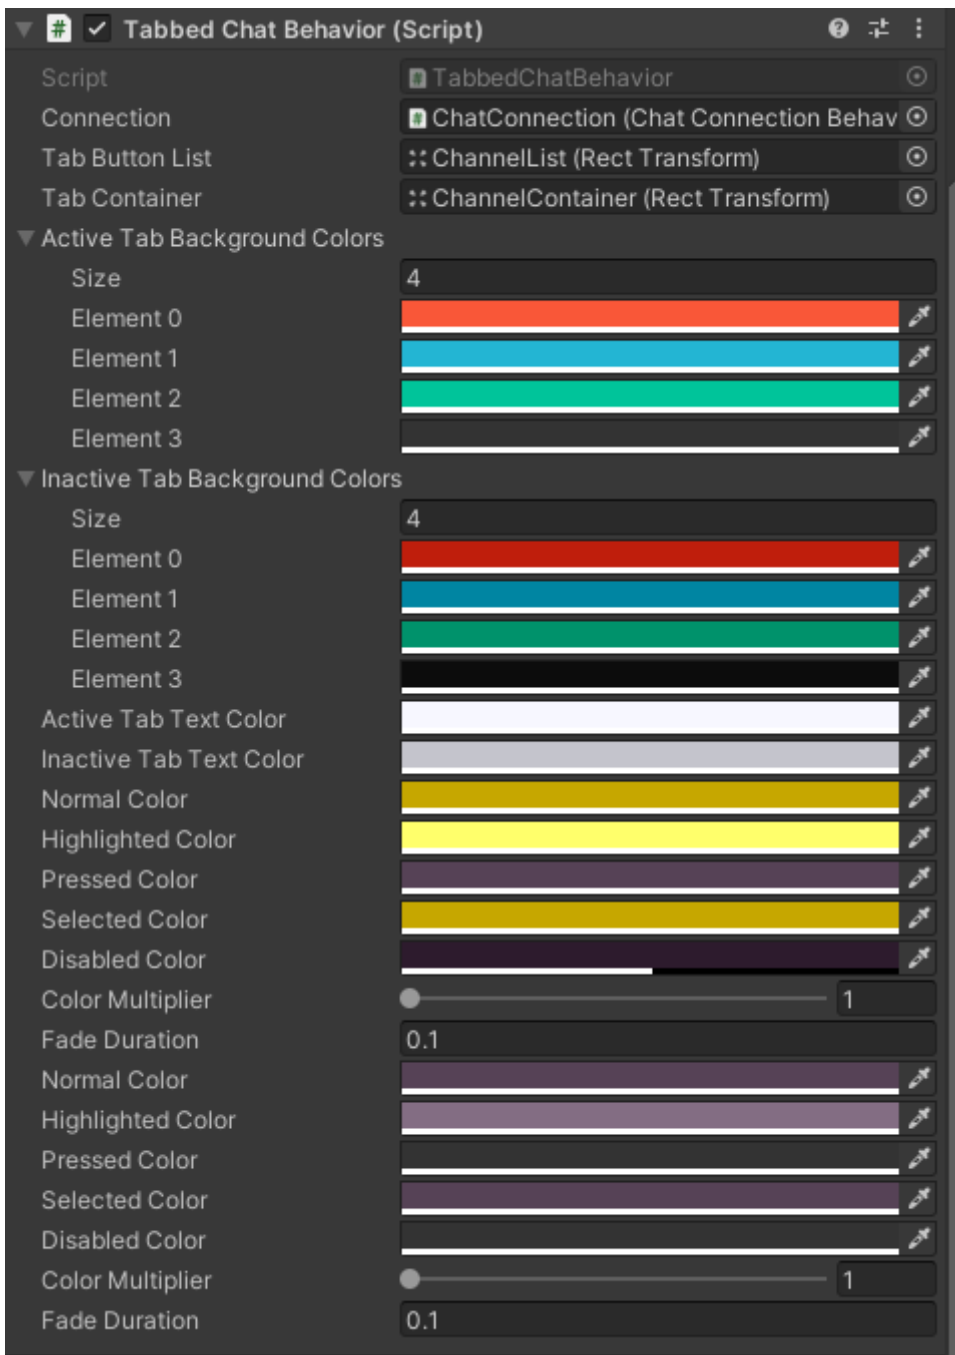 Tabbed Chat Behavior (Script)
Script TabbedChatBehavior
Connection ChatConnection (Chat Connection Behav
Tab Button List ChannelList (Rect Transform)
Tab Container ChannelContainer (Rect Transform)
Active Tab Background Colors
Size 4
Element 0
Element 1
Element 2
Element 3
Inactive Tab Background Colors
Size 4
Element 0
Element 1
Element 2
Element 3
Active Tab Text Color
Inactive Tab Text Color
Normal Color
Highlighted Color
Pressed Color
Selected Color
Disabled Color
Color Multiplier 1
Fade Duration 0.1
Normal Color
Highlighted Color
Pressed Color
Selected Color
Disabled Color
Color Multiplier 1
Fade Duration 0.1